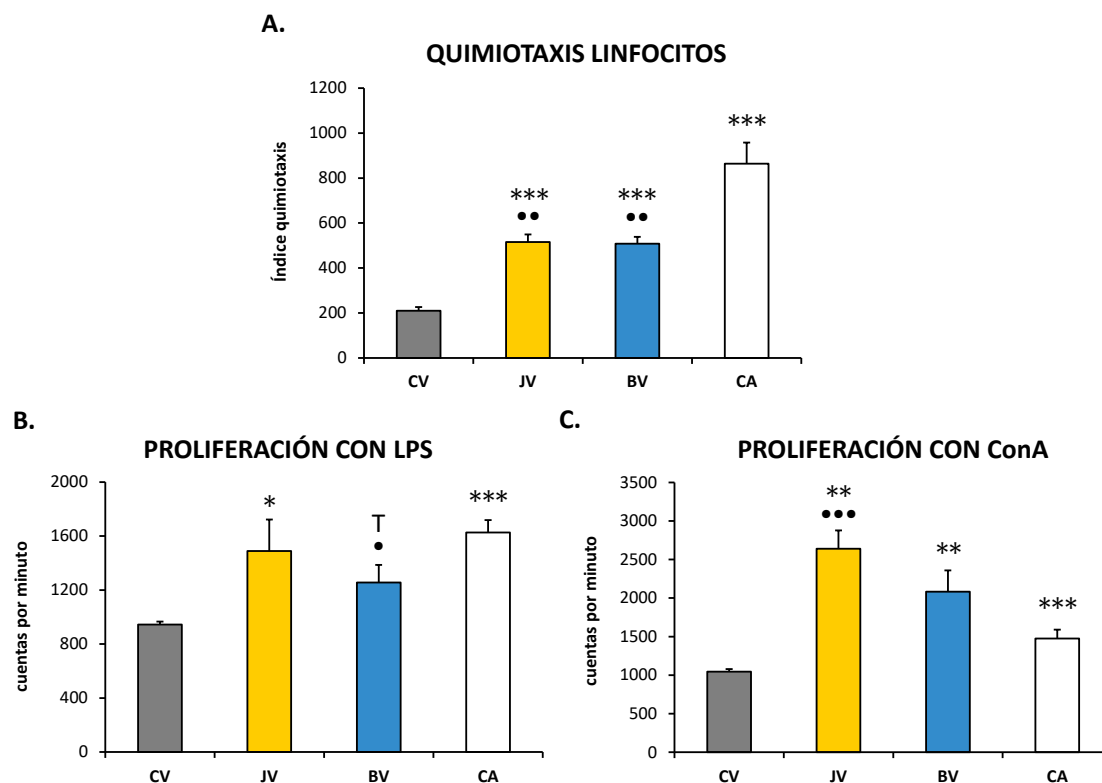 A.
QUIMIOTAXIS LINFOCITOS
Índice quimiotaxis
1200
1000
800
600
400
200
0
***
●●
***
●●
***
CV JV BV CA
B.
PROLIFERACIÓN CON LPS
cuentas por minuto
2000
1600
1200
800
400
0
*
T
●
***
CV JV BV CA
C.
PROLIFERACIÓN CON ConA
cuentas por minuto
3500
3000
2500
2000
1500
1000
500
0
**
●●●
**
***
CV JV BV CA